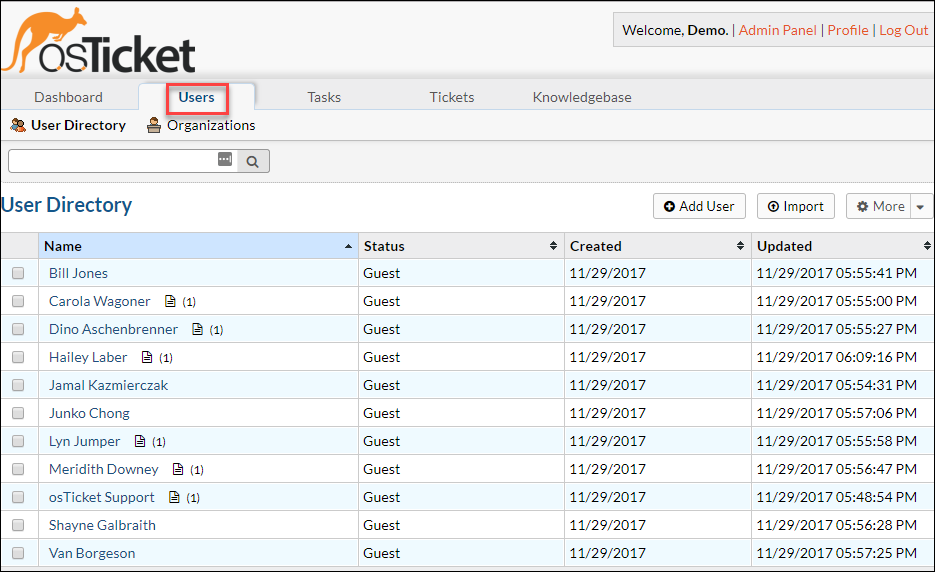 osTicket
Welcome, Demo. | Admin Panel | Profile | Log Out
Dashboard Users Tasks Tickets Knowledgebase
User Directory Organizations
User Directory Add User Import More
Name Status Created Updated
Bill Jones Guest 11/29/2017 11/29/2017 05:55:41 PM
Carola Wagoner (1) Guest 11/29/2017 11/29/2017 05:55:00 PM
Dino Aschenbrenner (1) Guest 11/29/2017 11/29/2017 05:55:27 PM
Hailey Laber (1) Guest 11/29/2017 11/29/2017 06:09:16 PM
Jamal Kazmierczak Guest 11/29/2017 11/29/2017 05:54:31 PM
Junko Chong Guest 11/29/2017 11/29/2017 05:57:06 PM
Lyn Jumper (1) Guest 11/29/2017 11/29/2017 05:55:58 PM
Meridith Downey (1) Guest 11/29/2017 11/29/2017 05:56:47 PM
osTicket Support (1) Guest 11/29/2017 11/29/2017 05:48:54 PM
Shayne Galbraith Guest 11/29/2017 11/29/2017 05:56:28 PM
Van Borgeson Guest 11/29/2017 11/29/2017 05:57:25 PM